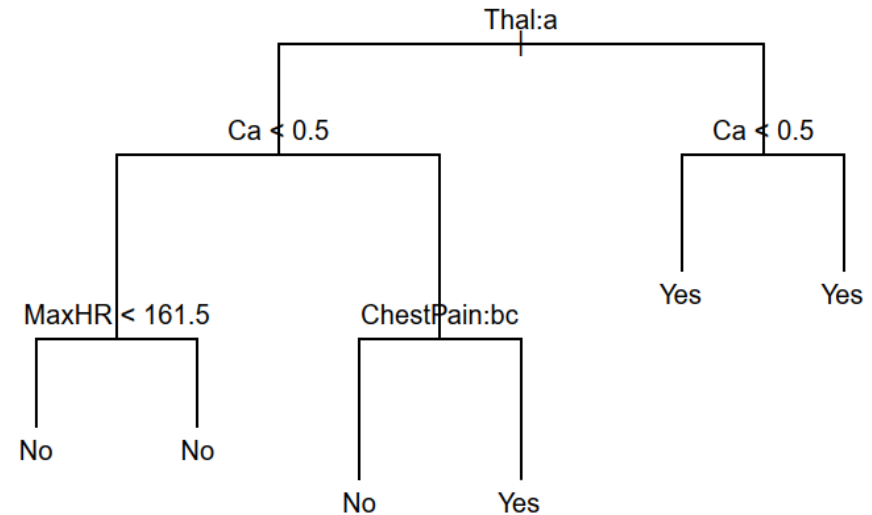 Thal:a
Ca < 0.5
Ca < 0.5
Yes
Yes
MaxHR < 161.5
ChestPain:bc
No
No
No
Yes